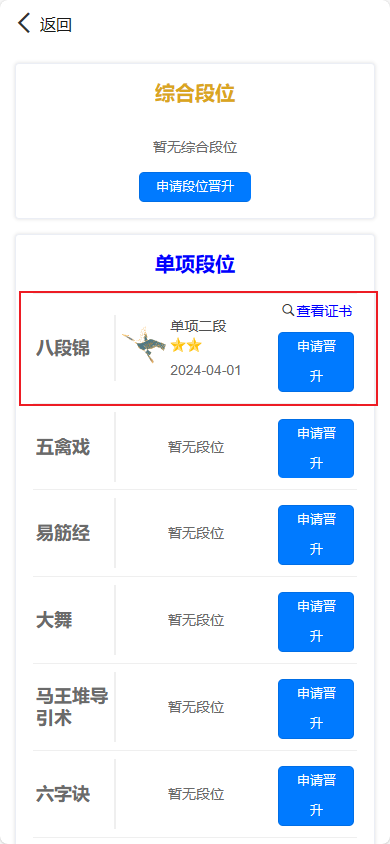 返回
综合段位
暂无综合段位
申请段位晋升
单项段位
八段锦
单项二段
2024-04-01
查看证书
申请晋
升
五禽戏
暂无段位
申请晋
升
易筋经
暂无段位
申请晋
升
大舞
暂无段位
申请晋
升
马王堆导
引术
暂无段位
申请晋
升
六字诀
暂无段位
申请晋
升